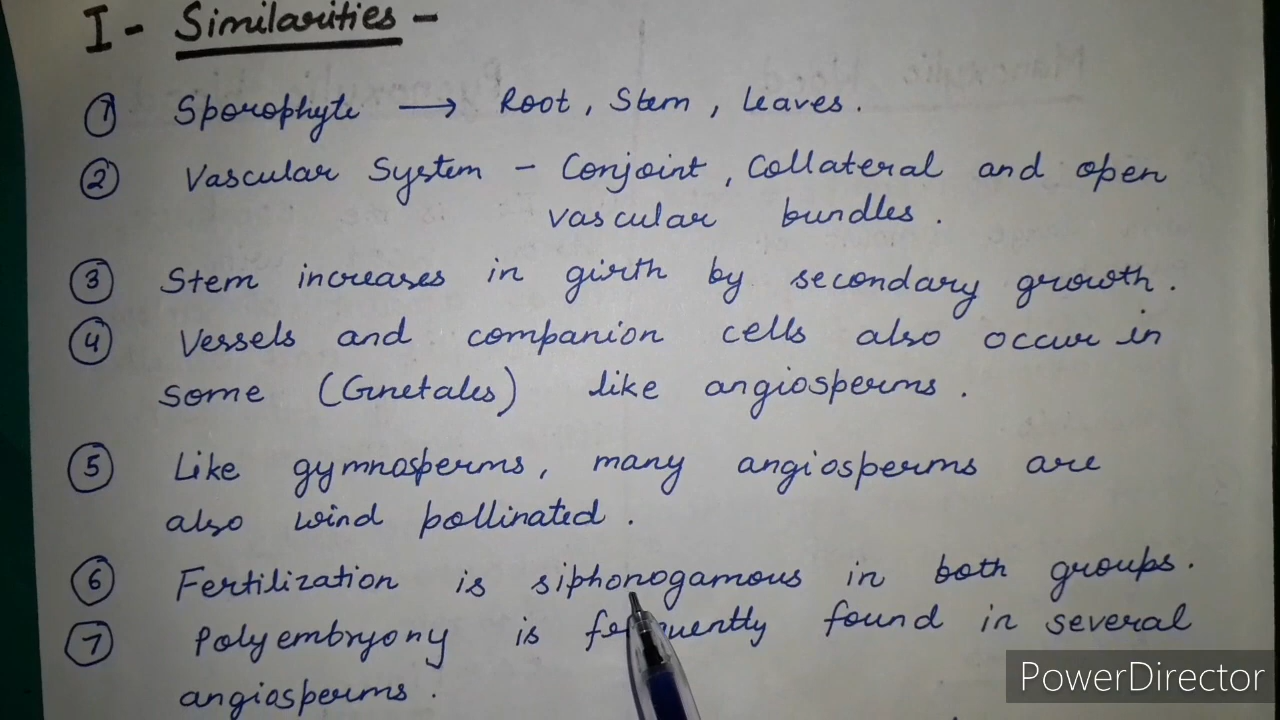 I - Similarities -
① Sporophyte → Root, Stem, Leaves.
② Vascular System - Conjoint, Collateral and open
vascular bundles.
③ Stem increases in girth by secondary growth.
④ Vessels and companion cells also occur in
some (Gnetales) like angiosperms.
⑤ Like gymnosperms, many angiosperms are
also wind pollinated.
⑥ Fertilization is siphonogamous in both groups.
⑦ Polyembryony is frequently found in several
angiosperms.
PowerDirector